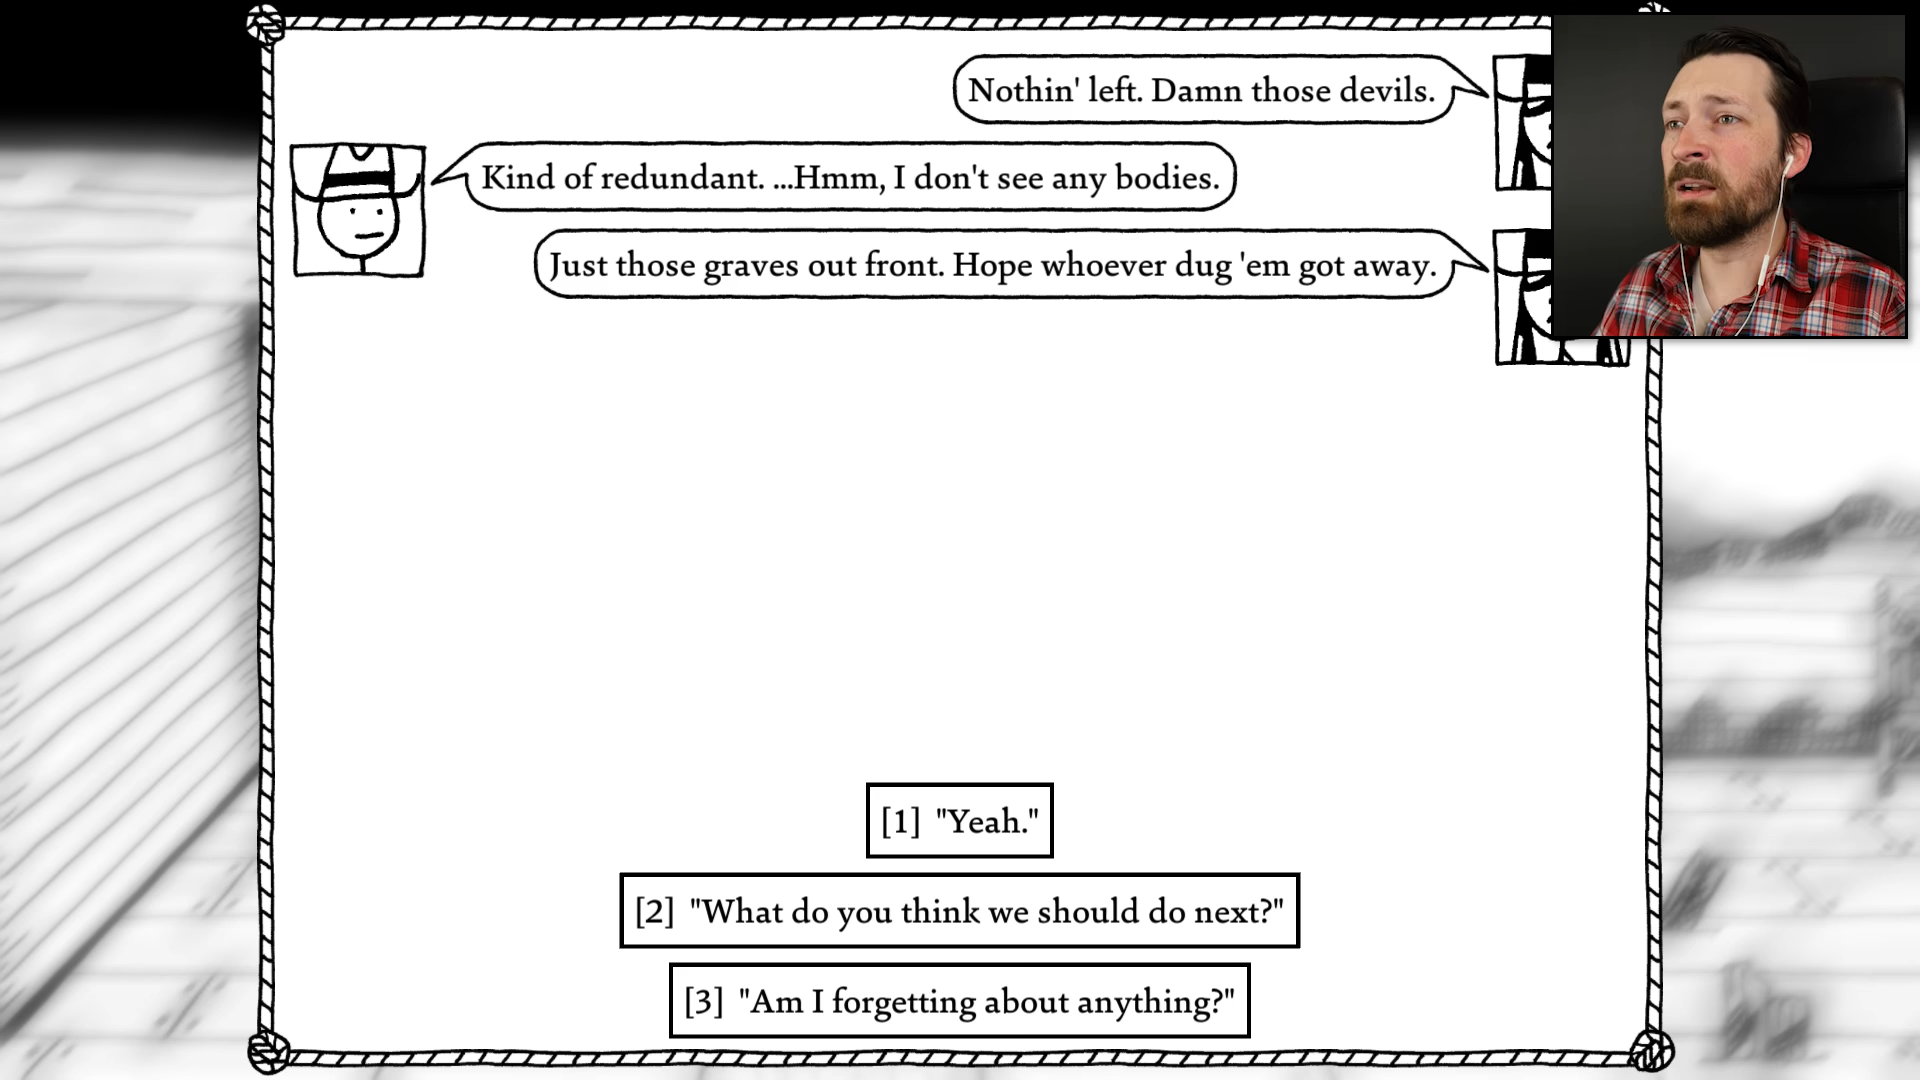 Nothin' left. Damn those devils.
Kind of redundant. ...Hmm, I don't see any bodies.
Just those graves out front. Hope whoever dug 'em got away.
[1] "Yeah."
[2] "What do you think we should do next?"
[3] "Am I forgetting about anything?"